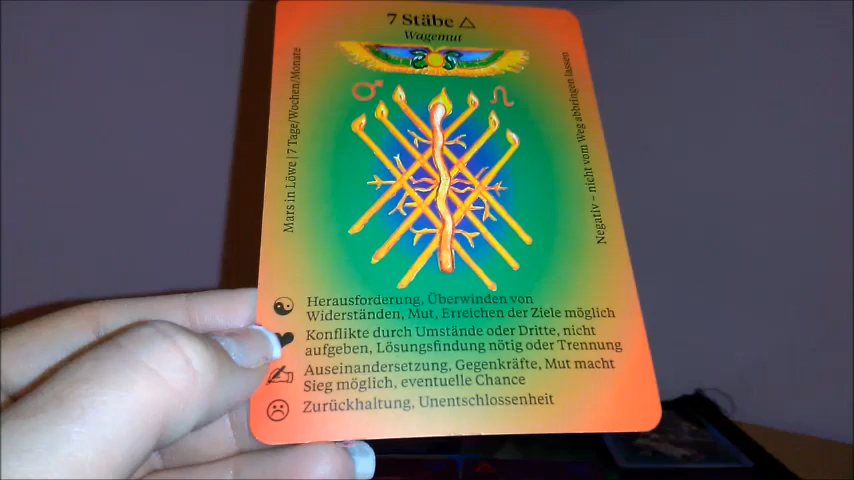 7 Stäbe
Wagemut
Mars in Löwe | 7 Tage/Wochen/Monate
Negativ - nicht vom Weg abbringen lassen
Herausforderung, Überwinden von
Widerständen, Mut, Erreichen der Ziele möglich
Konflikte durch Umstände oder Dritte, nicht
aufgeben, Lösungsfindung nötig oder Trennung
Auseinandersetzung, Gegenkräfte, Mut macht
Sieg möglich, eventuelle Chance
Zurückhaltung, Unentschlossenheit